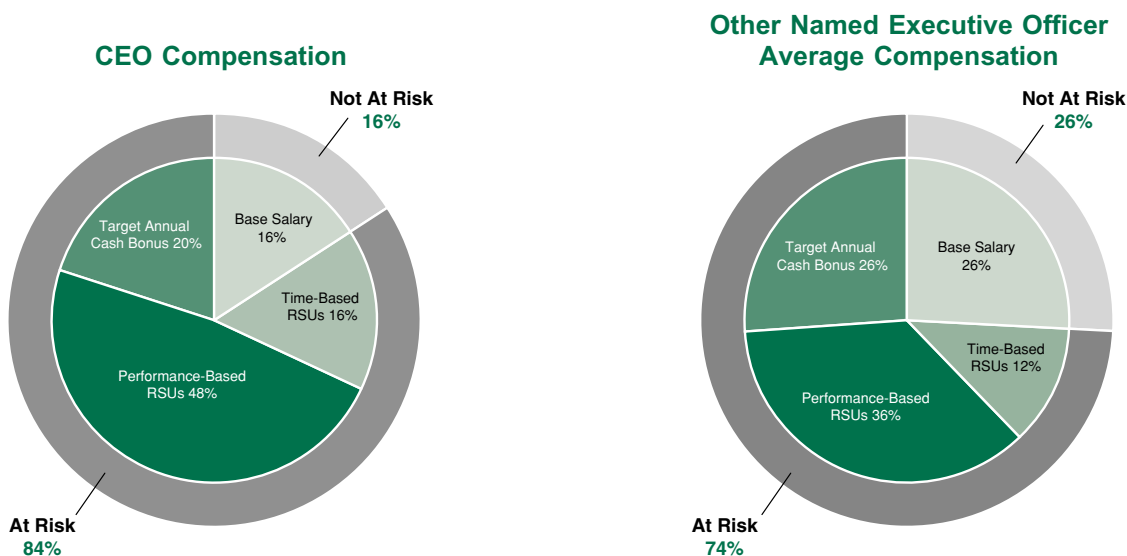 CEO Compensation
Not At Risk
16%
Base Salary
16%
Time-Based
RSUs 16%
Performance-Based
RSUs 48%
Target Annual
Cash Bonus 20%
At Risk
84%
Other Named Executive Officer
Average Compensation
Not At Risk
26%
Base Salary
26%
Time-Based
RSUs 12%
Performance-Based
RSUs 36%
Target Annual
Cash Bonus 26%
At Risk
74%